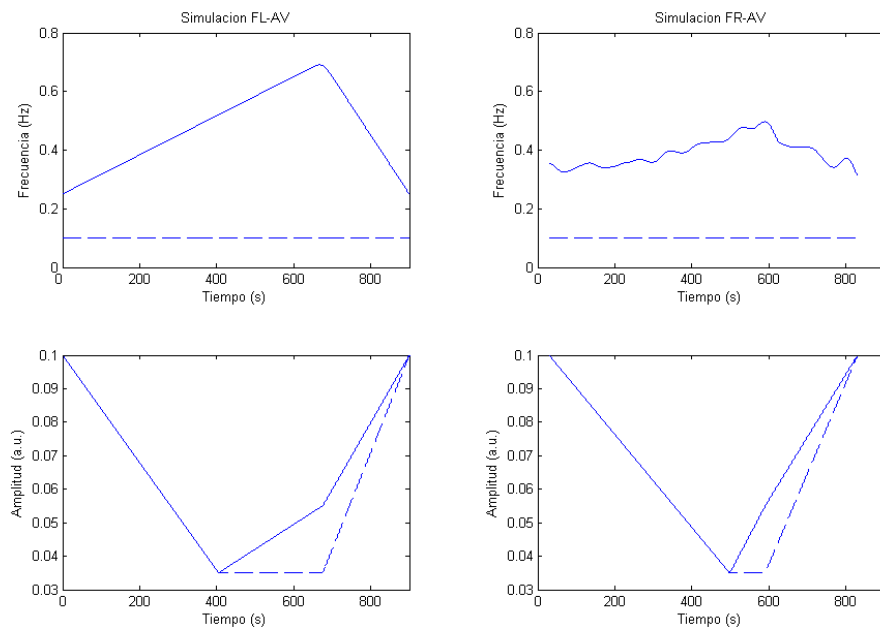 Simulacion FL-AV
0.8
0.6
0.4
0.2
0
Frecuencia (Hz)
0 200 400 600 800
Tiempo (s)
Simulacion FR-AV
0.8
0.6
0.4
0.2
0
Frecuencia (Hz)
0 200 400 600 800
Tiempo (s)
0.1
0.09
0.08
0.07
0.06
0.05
0.04
0.03
Amplitud (a.u.)
0 200 400 600 800
Tiempo (s)
0.1
0.09
0.08
0.07
0.06
0.05
0.04
0.03
Amplitud (a.u.)
0 200 400 600 800
Tiempo (s)